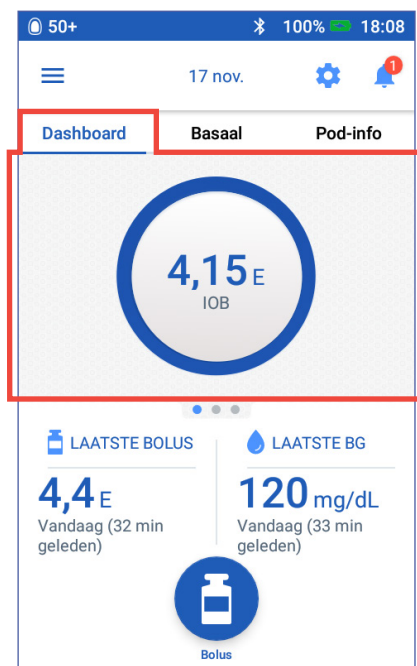 50+ 100% 18:08
17 nov. 1
Dashboard Basaal Pod-info
4,15 E
IOB
LAATSTE BOLUS
4,4 E
Vandaag (32 min
geleden)
LAATSTE BG
120 mg/dL
Vandaag (33 min
geleden)
Bolus